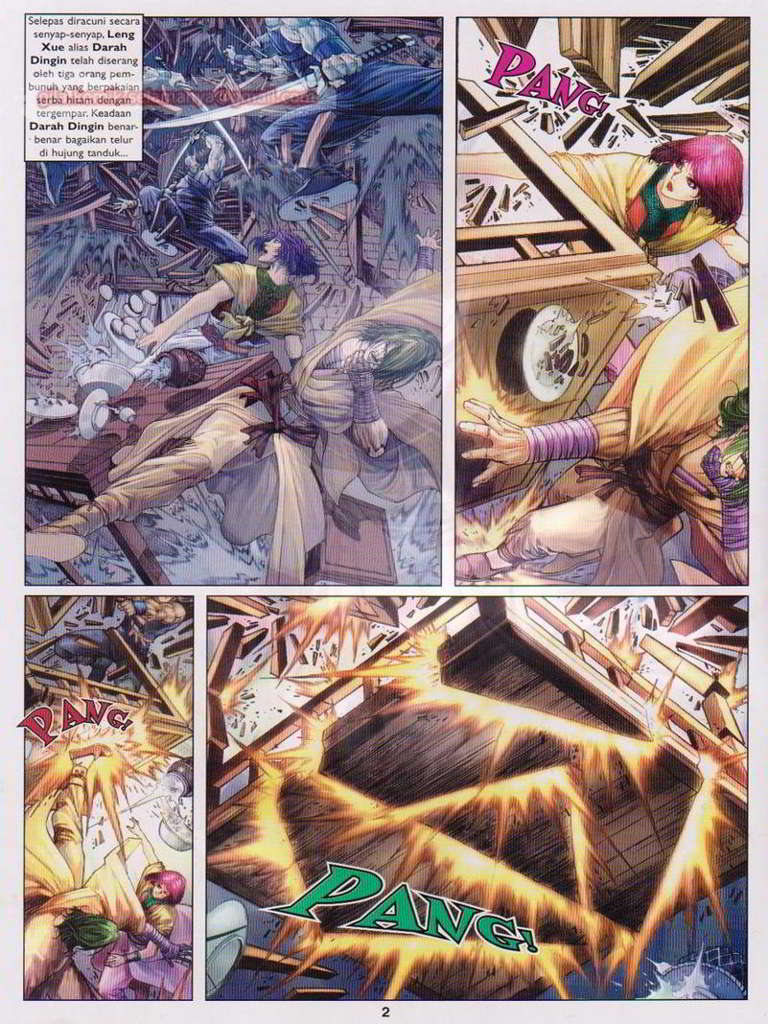 Selepas diracuni secara
senyap-senyap, Leng
Xue alias Darah
Dingin telah diserang
oleh tiga orang pem-
bunuh yang berpakaian
serba hitam dengan
tergempar. Keadaan
Darah Dingin benar-
benar bagaikan telur
di hujung tanduk...
PANG!
PANG!
PANG!
2